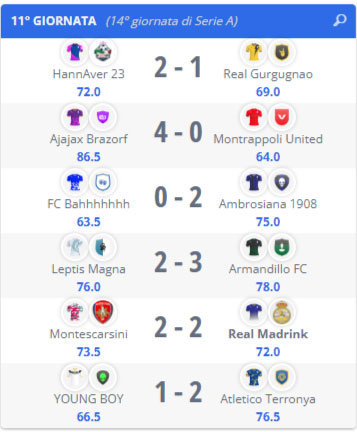 11° GIORNATA (14° giornata di Serie A)
HannAver 23 2 - 1 Real Gurgugnao
72.0 69.0
Ajajax Brazorf 4 - 0 Montrappoli United
86.5 64.0
FC Bahhhhhhh 0 - 2 Ambrosiana 1908
63.5 75.0
Leptis Magna 2 - 3 Armandillo FC
76.0 78.0
Montescarsini 2 - 2 Real Madrink
73.5 72.0
YOUNG BOY 1 - 2 Atletico Terronya
66.5 76.5